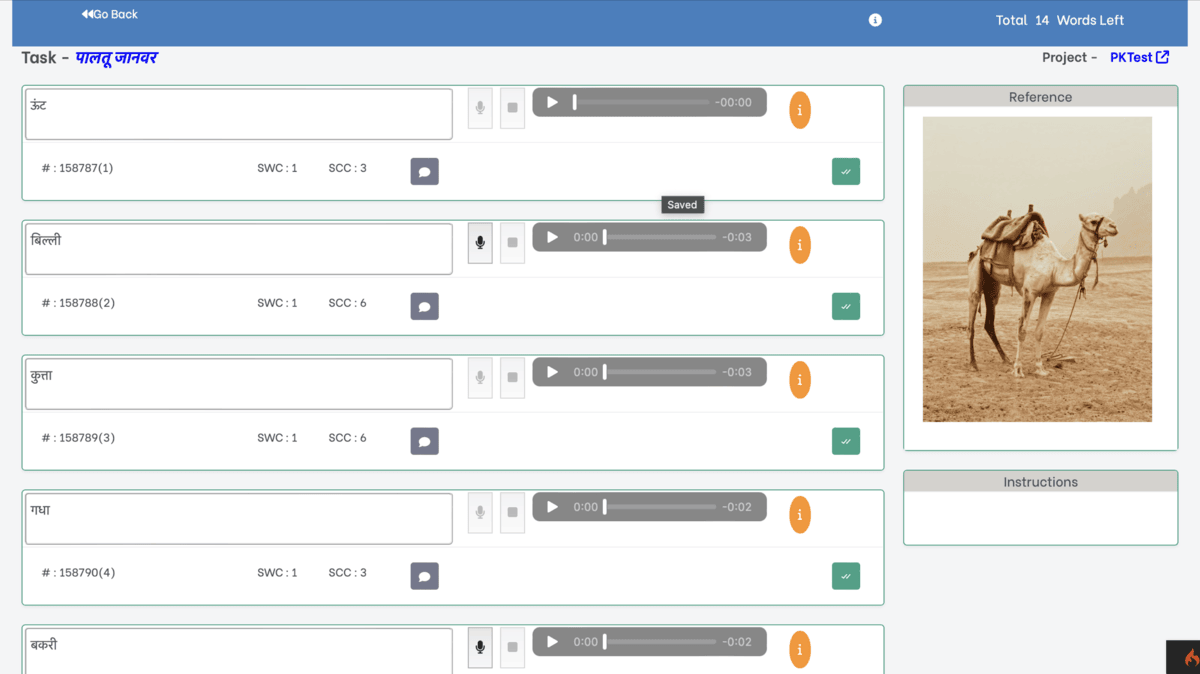 Go Back
Total 14 Words Left
Task - पालतू जानवर
Project - PKTest
ऊंट
-00:00
# : 158787(1) SWC : 1 SCC : 3
Saved
बिल्ली
0:00 -0:03
# : 158788(2) SWC : 1 SCC : 6
कुत्ता
0:00 -0:03
# : 158789(3) SWC : 1 SCC : 6
गधा
0:00 -0:02
# : 158790(4) SWC : 1 SCC : 3
बकरी
0:00 -0:02
Reference
Instructions